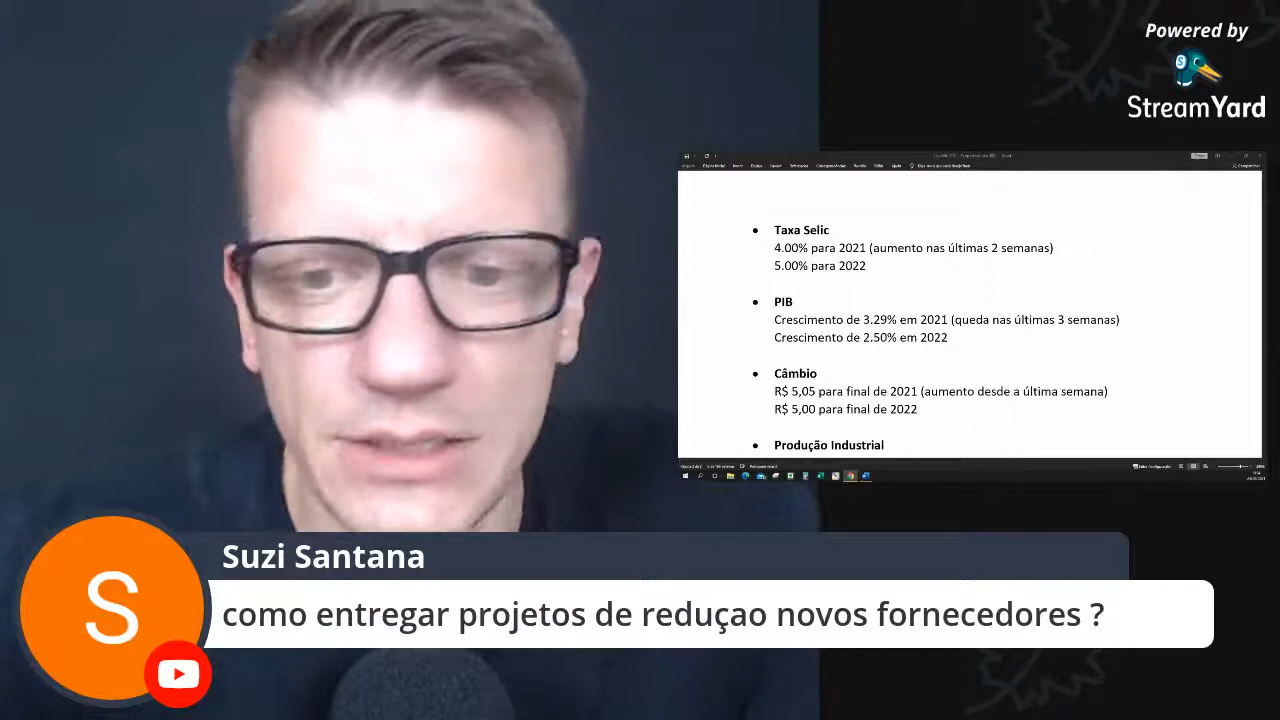 Powered by
StreamYard
Taxa Selic
4.00% para 2021 (aumento nas últimas 2 semanas)
5.00% para 2022
PIB
Crescimento de 3.29% em 2021 (queda nas últimas 3 semanas)
Crescimento de 2.50% em 2022
Câmbio
R$ 5,05 para final de 2021 (aumento desde a última semana)
R$ 5,00 para final de 2022
Produção Industrial
Suzi Santana
como entregar projetos de reduçao novos fornecedores ?
S